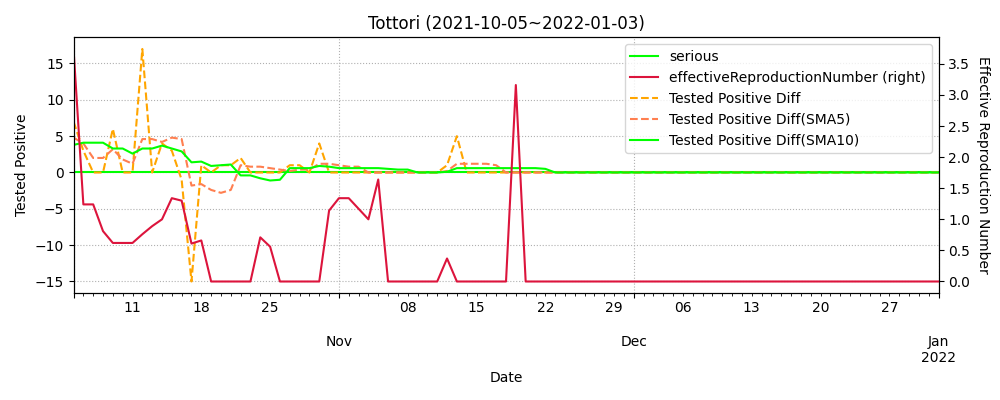 Tottori (2021-10-05~2022-01-03)
serious
effectiveReproductionNumber (right)
Tested Positive Diff
Tested Positive Diff(SMA5)
Tested Positive Diff(SMA10)
Tested Positive
15
10
5
0
−5
−10
−15
3.5
3.0
2.5
2.0
1.5
1.0
0.5
0.0
Effective Reproduction Number
11 18 25 08 15 22 29 06 13 20 27
Nov Dec Jan
2022
Date